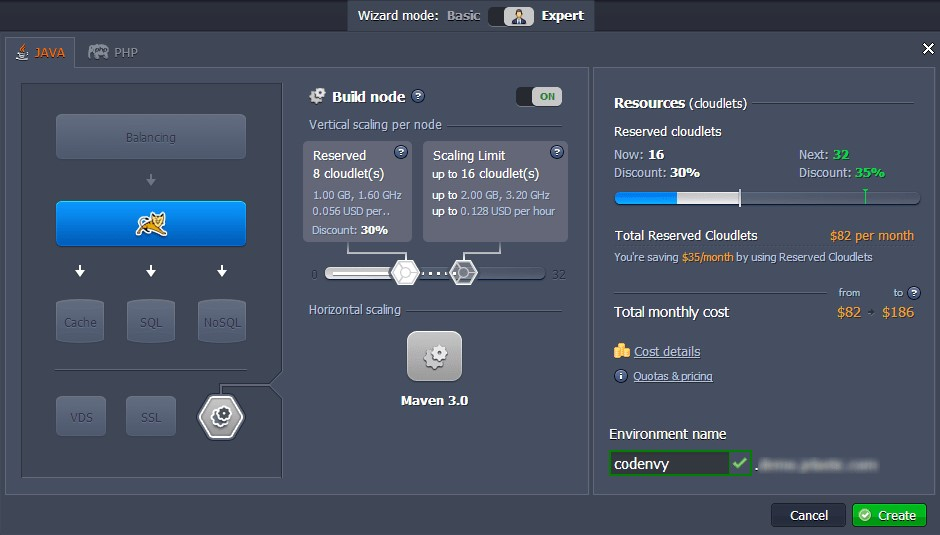 Wizard mode: Basic Expert
JAVA PHP
Balancing
Cache SQL NoSQL
VDS SSL
Build node ? ON
Vertical scaling per node
Reserved ?
8 cloudlet(s)
1.00 GB, 1.60 GHz
0.056 USD per..
Discount: 30%
Scaling Limit ?
up to 16 cloudlet(s)
up to 2.00 GB, 3.20 GHz
up to 0.128 USD per hour
0 32
Horizontal scaling
Maven 3.0
Resources (cloudlets)
Reserved cloudlets
Now: 16 Next: 32
Discount: 30% Discount: 35%
Total Reserved Cloudlets $82 per month
You're saving $35/month by using Reserved Cloudlets
from to ?
Total monthly cost $82 $186
Cost details
Quotas & pricing
Environment name
codenvy .
Cancel Create